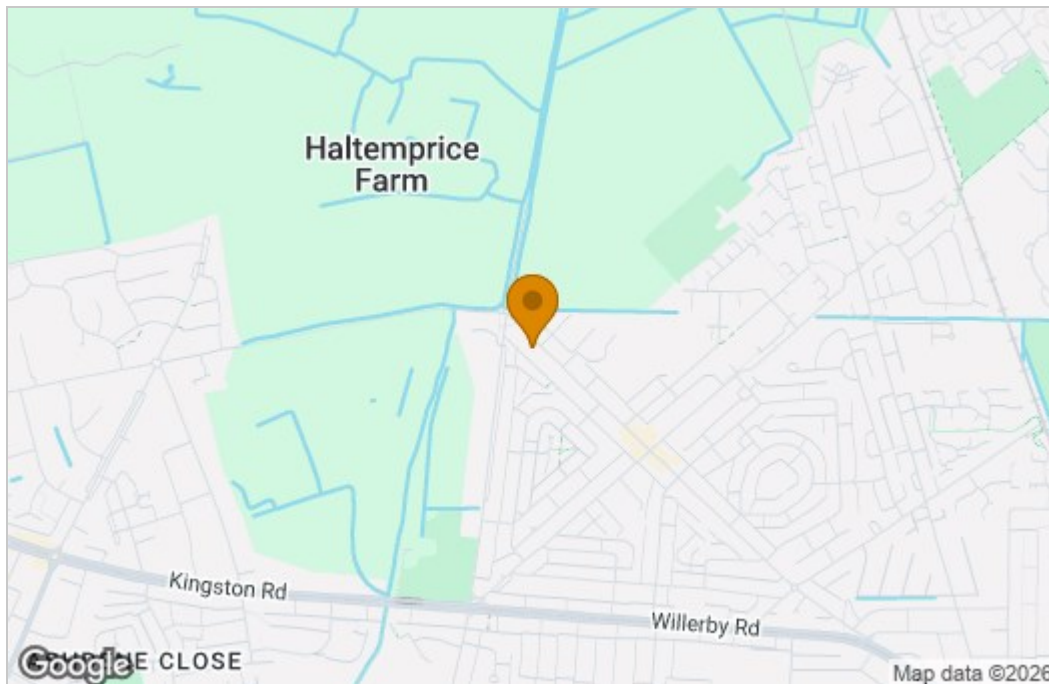 Haltemprice
Farm
Kingston Rd
Willerby Rd
CLOSE
Google
Map data ©2026